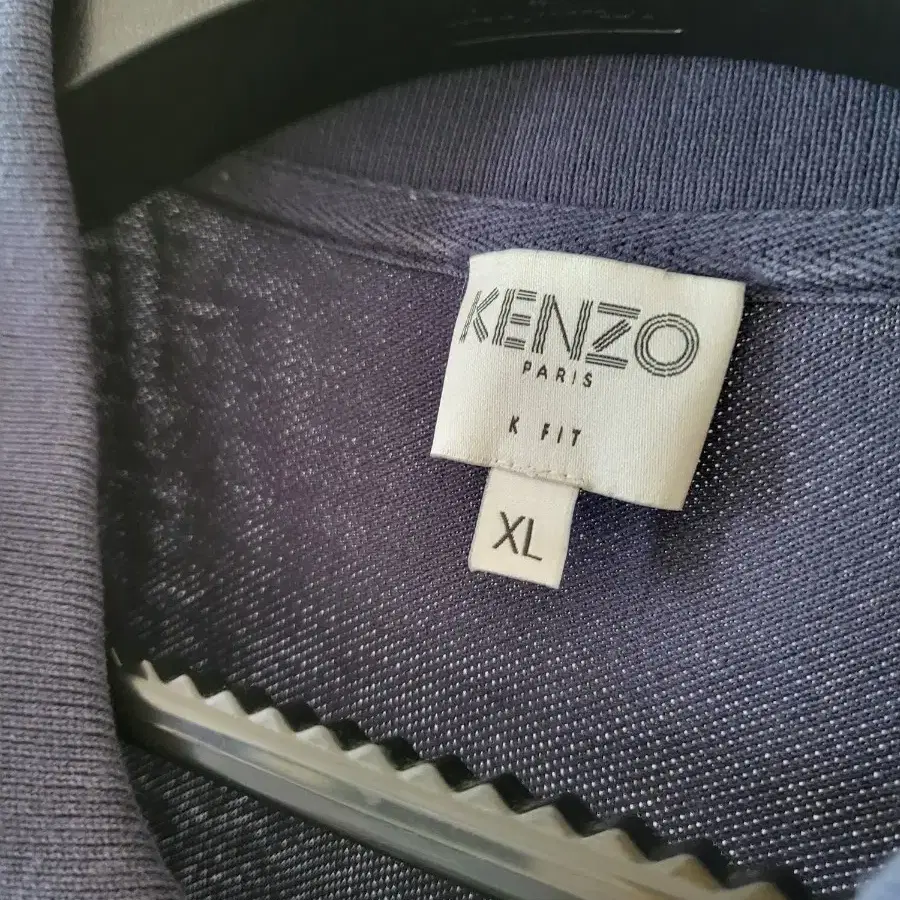 KENZO
PARIS
K FIT
XL